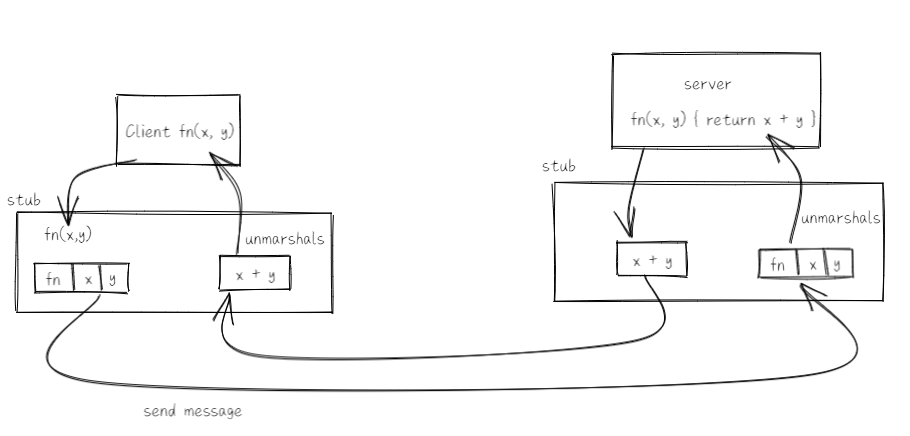 server
fn(x, y) { return x + y }
Client fn(x, y)
stub
stub
fn(x,y)
unmarshals
unmarshals
fn x y
x + y
x + y
fn x y
send message